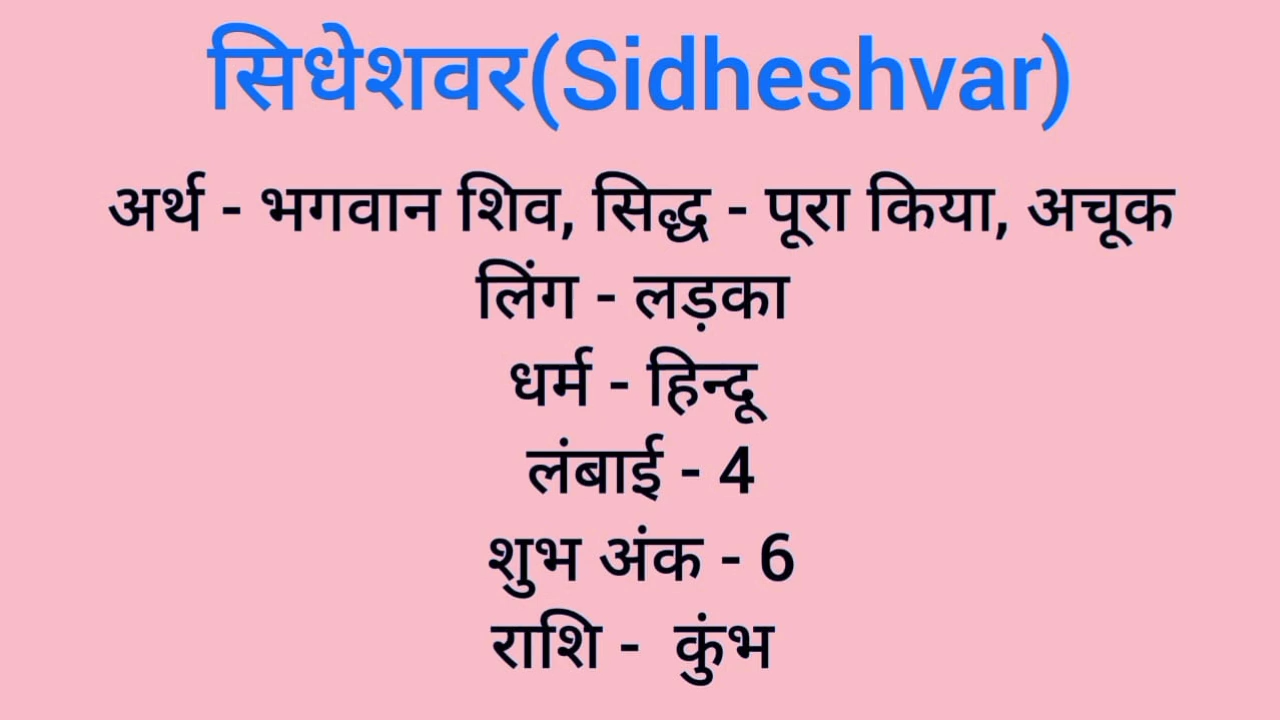 सिधेशवर(Sidheshvar)
अर्थ - भगवान शिव, सिद्ध - पूरा किया, अचूक
लिंग - लड़का
धर्म - हिन्दू
लंबाई - 4
शुभ अंक - 6
राशि - कुंभ